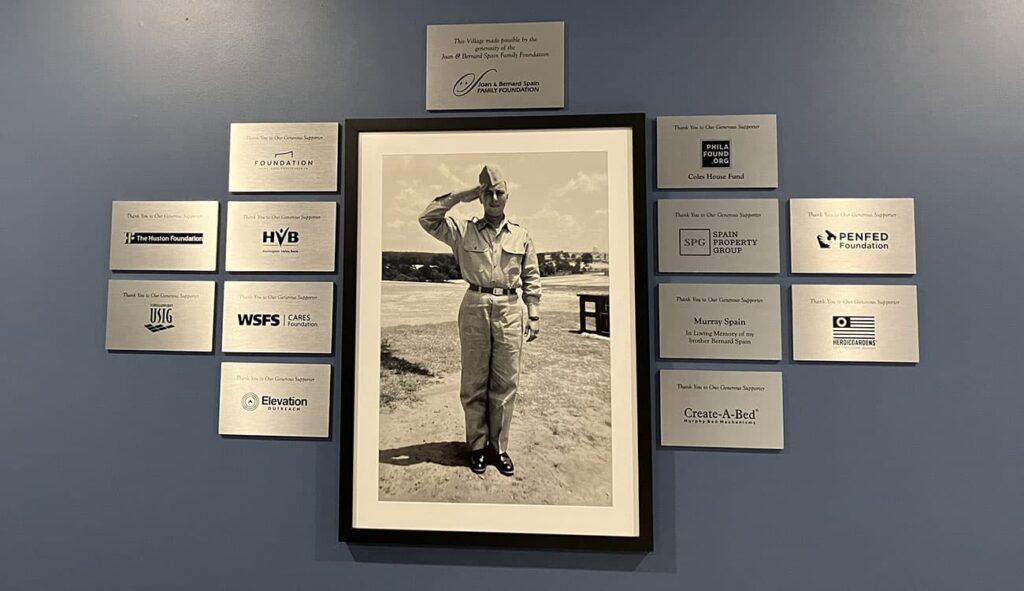 This Village made possible by the
generosity of the
Joan & Bernard Spain Family Foundation
Joan & Bernard Spain
FAMILY FOUNDATION
Thank You to Our Generous Supporter
FOUNDATION
Thank You to Our Generous Supporter
The Huston Foundation
Thank You to Our Generous Supporter
HVB
Huntingdon Valley Bank
Thank You to Our Generous Supporter
USIG
Thank You to Our Generous Supporter
WSFS CARES
Foundation
Thank You to Our Generous Supporter
Elevation
OUTREACH
Thank You to Our Generous Supporter
PHILA
FOUND
.ORG
Coles House Fund
Thank You to Our Generous Supporter
SPG
SPAIN
PROPERTY
GROUP
Thank You to Our Generous Supporter
PENFED
Foundation
Thank You to Our Generous Supporter
Murray Spain
In Loving Memory of my
brother Bernard Spain
Thank You to Our Generous Supporter
HEROICGARDENS
Thank You to Our Generous Supporter
Create-A-Bed®
Murphy Bed Mechanisms